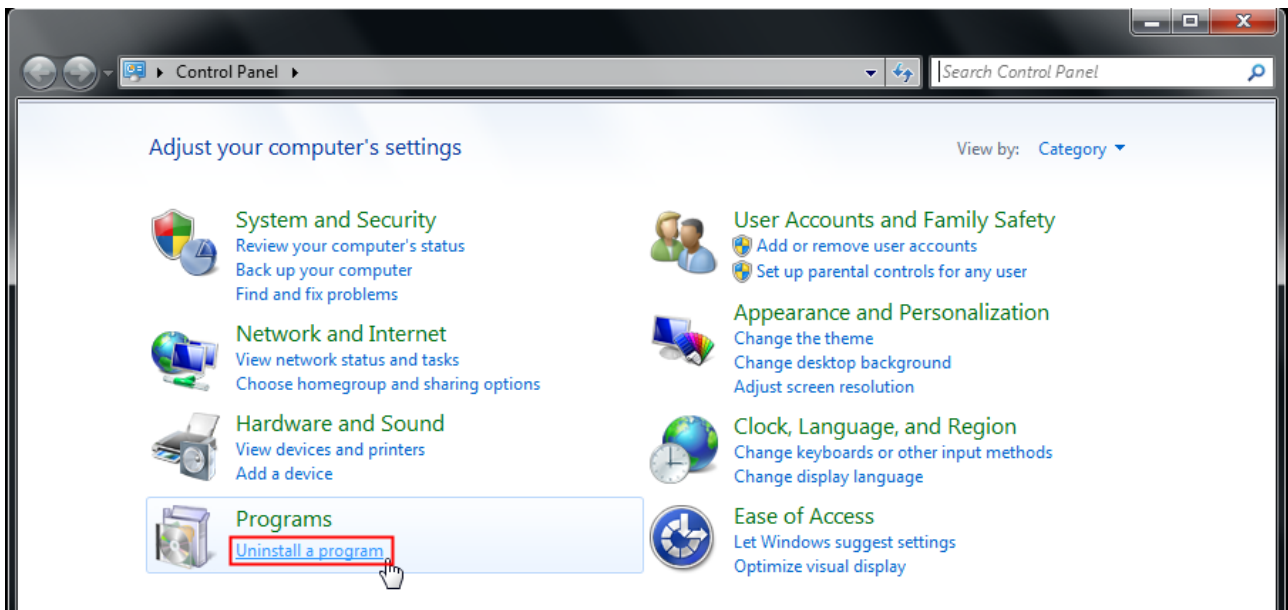 Control Panel
Search Control Panel
Adjust your computer's settings
View by: Category
System and Security
Review your computer's status
Back up your computer
Find and fix problems
Network and Internet
View network status and tasks
Choose homegroup and sharing options
Hardware and Sound
View devices and printers
Add a device
Programs
Uninstall a program
User Accounts and Family Safety
Add or remove user accounts
Set up parental controls for any user
Appearance and Personalization
Change the theme
Change desktop background
Adjust screen resolution
Clock, Language, and Region
Change keyboards or other input methods
Change display language
Ease of Access
Let Windows suggest settings
Optimize visual display